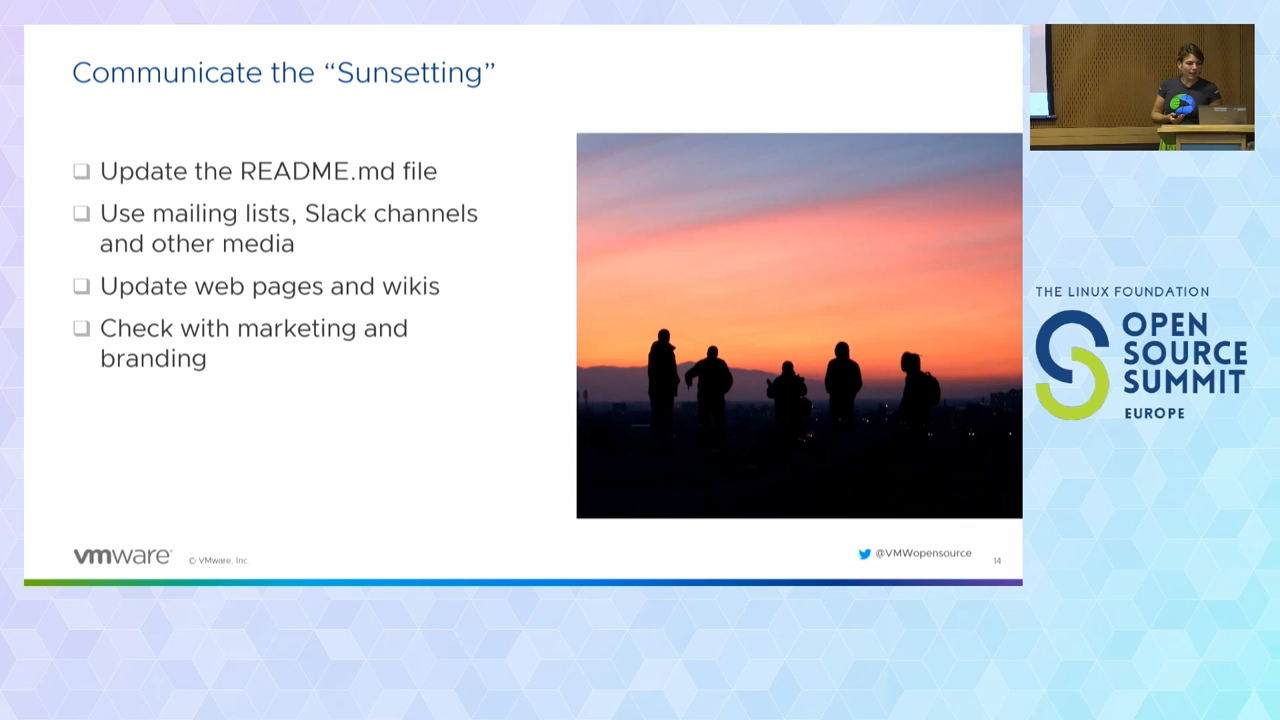 Communicate the “Sunsetting”
❑ Update the README.md file
❑ Use mailing lists, Slack channels
and other media
❑ Update web pages and wikis
❑ Check with marketing and
branding
vmware
© VMware, Inc.
@VMWopensource
14
THE LINUX FOUNDATION
OPEN
SOURCE
SUMMIT
EUROPE